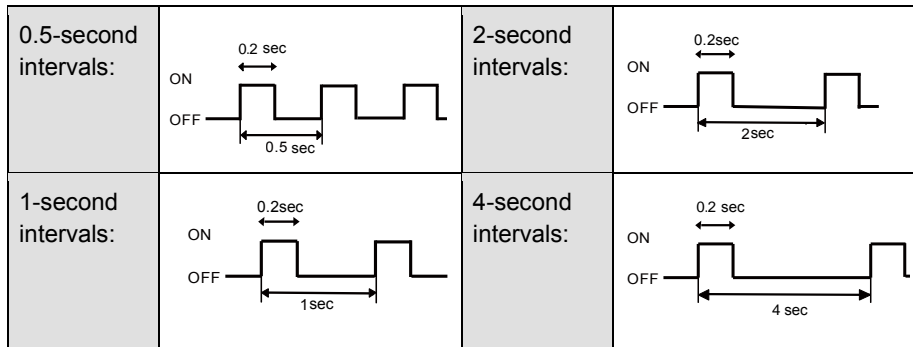 0.5-second
intervals:
0.2 sec
ON
OFF
0.5 sec
2-second
intervals:
0.2sec
ON
OFF
2sec
1-second
intervals:
0.2sec
ON
OFF
1sec
4-second
intervals:
0.2 sec
ON
OFF
4 sec